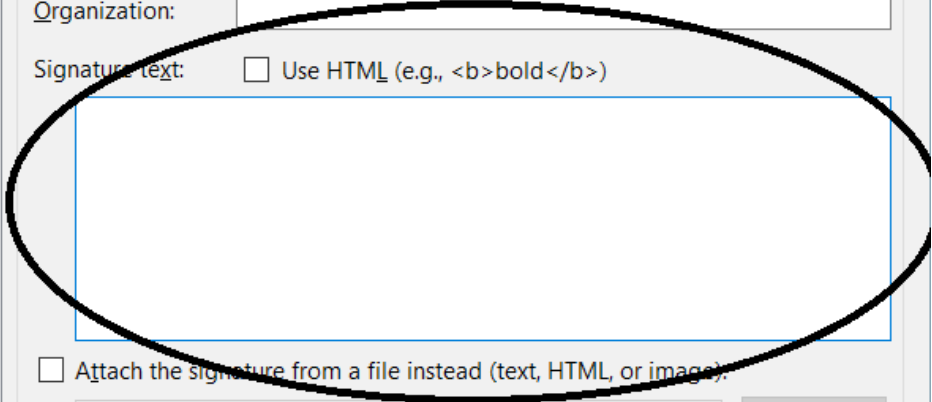 Organization:
Signature text: Use HTML (e.g., <b>bold</b>)
Attach the signature from a file instead (text, HTML, or image):